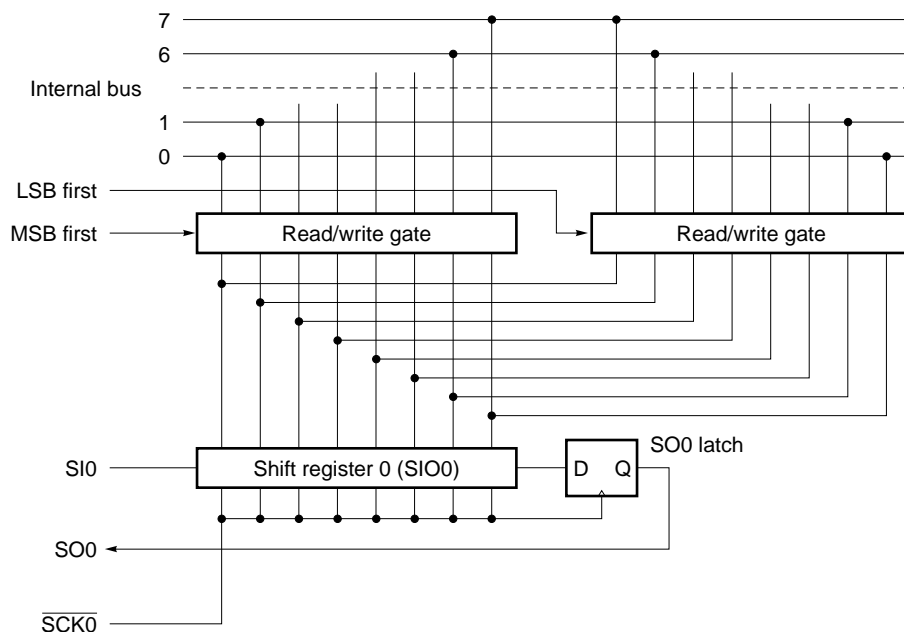 7
6
Internal bus
1
0
LSB first
MSB first
Read/write gate
Read/write gate
SI0
Shift register 0 (SIO0)
D Q
SO0 latch
SO0
SCK0